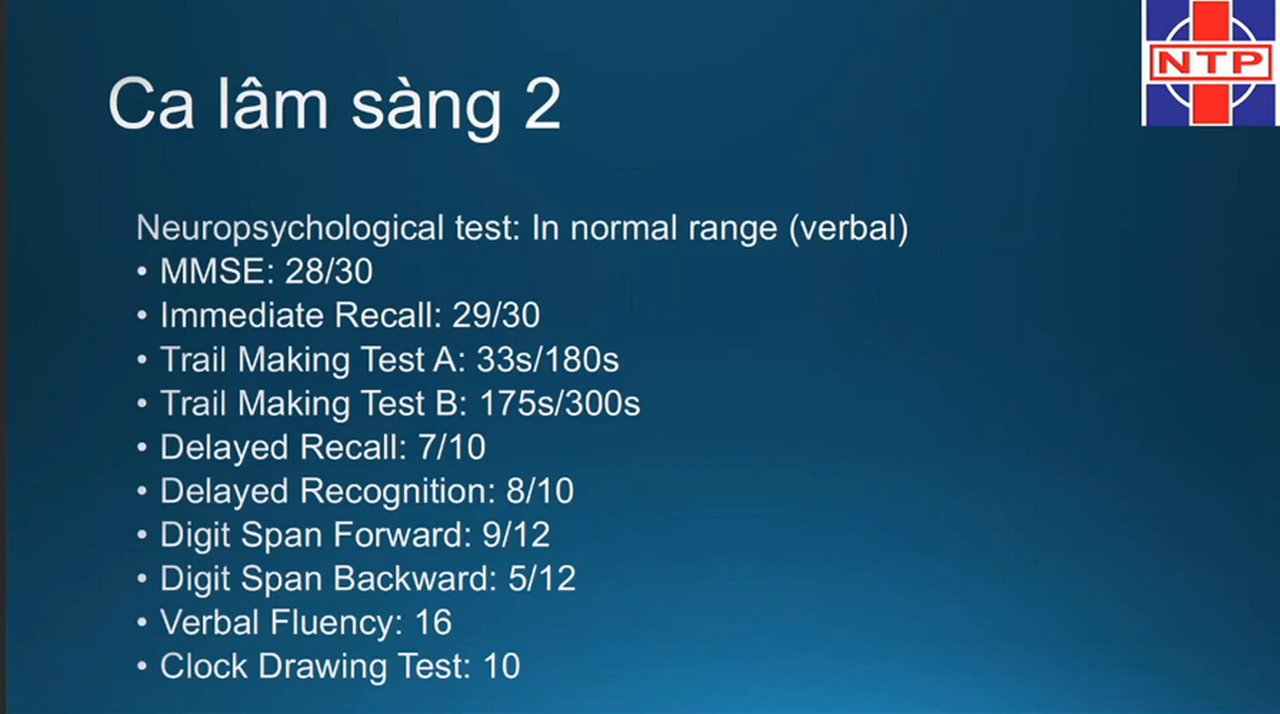 NTP
Ca lâm sàng 2
Neuropsychological test: In normal range (verbal)
• MMSE: 28/30
• Immediate Recall: 29/30
• Trail Making Test A: 33s/180s
• Trail Making Test B: 175s/300s
• Delayed Recall: 7/10
• Delayed Recognition: 8/10
• Digit Span Forward: 9/12
• Digit Span Backward: 5/12
• Verbal Fluency: 16
• Clock Drawing Test: 10